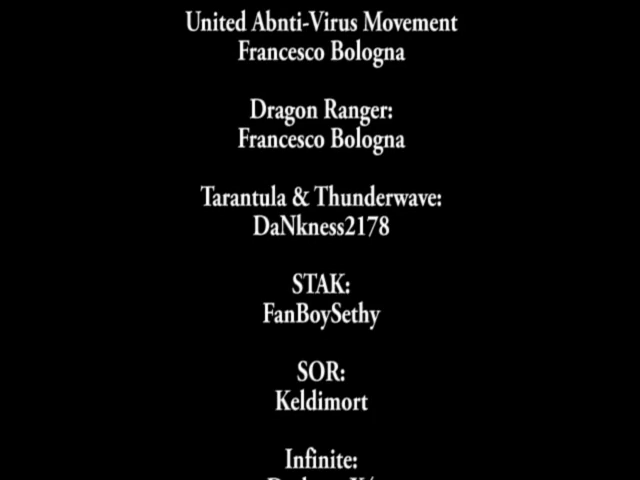 United Abnti-Virus Movement
Francesco Bologna
Dragon Ranger:
Francesco Bologna
Tarantula & Thunderwave:
DaNkness2178
STAK:
FanBoySethy
SOR:
Keldimort
Infinite: